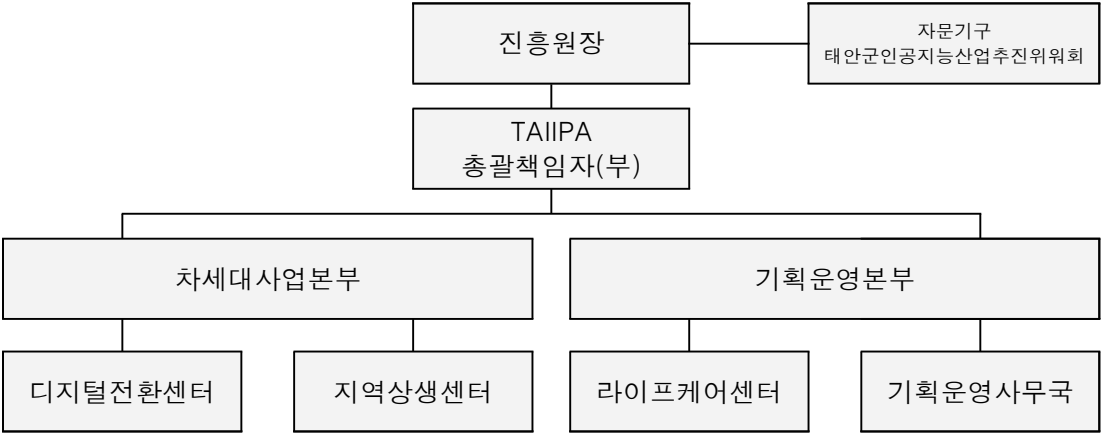 진흥원장
자문기구
태안군인공지능산업추진위워회
TAIIPA
총괄책임자(부)
차세대사업본부
기획운영본부
디지털전환센터
지역상생센터
라이프케어센터
기획운영사무국